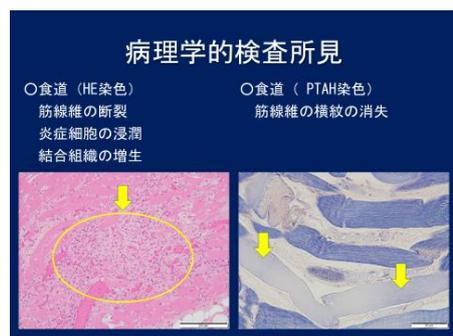 病理学的検査所見
○食道（HE染色）
筋線維の断裂
炎症細胞の浸潤
結合組織の増生
○食道（ PTAH染色）
筋線維の横紋の消失